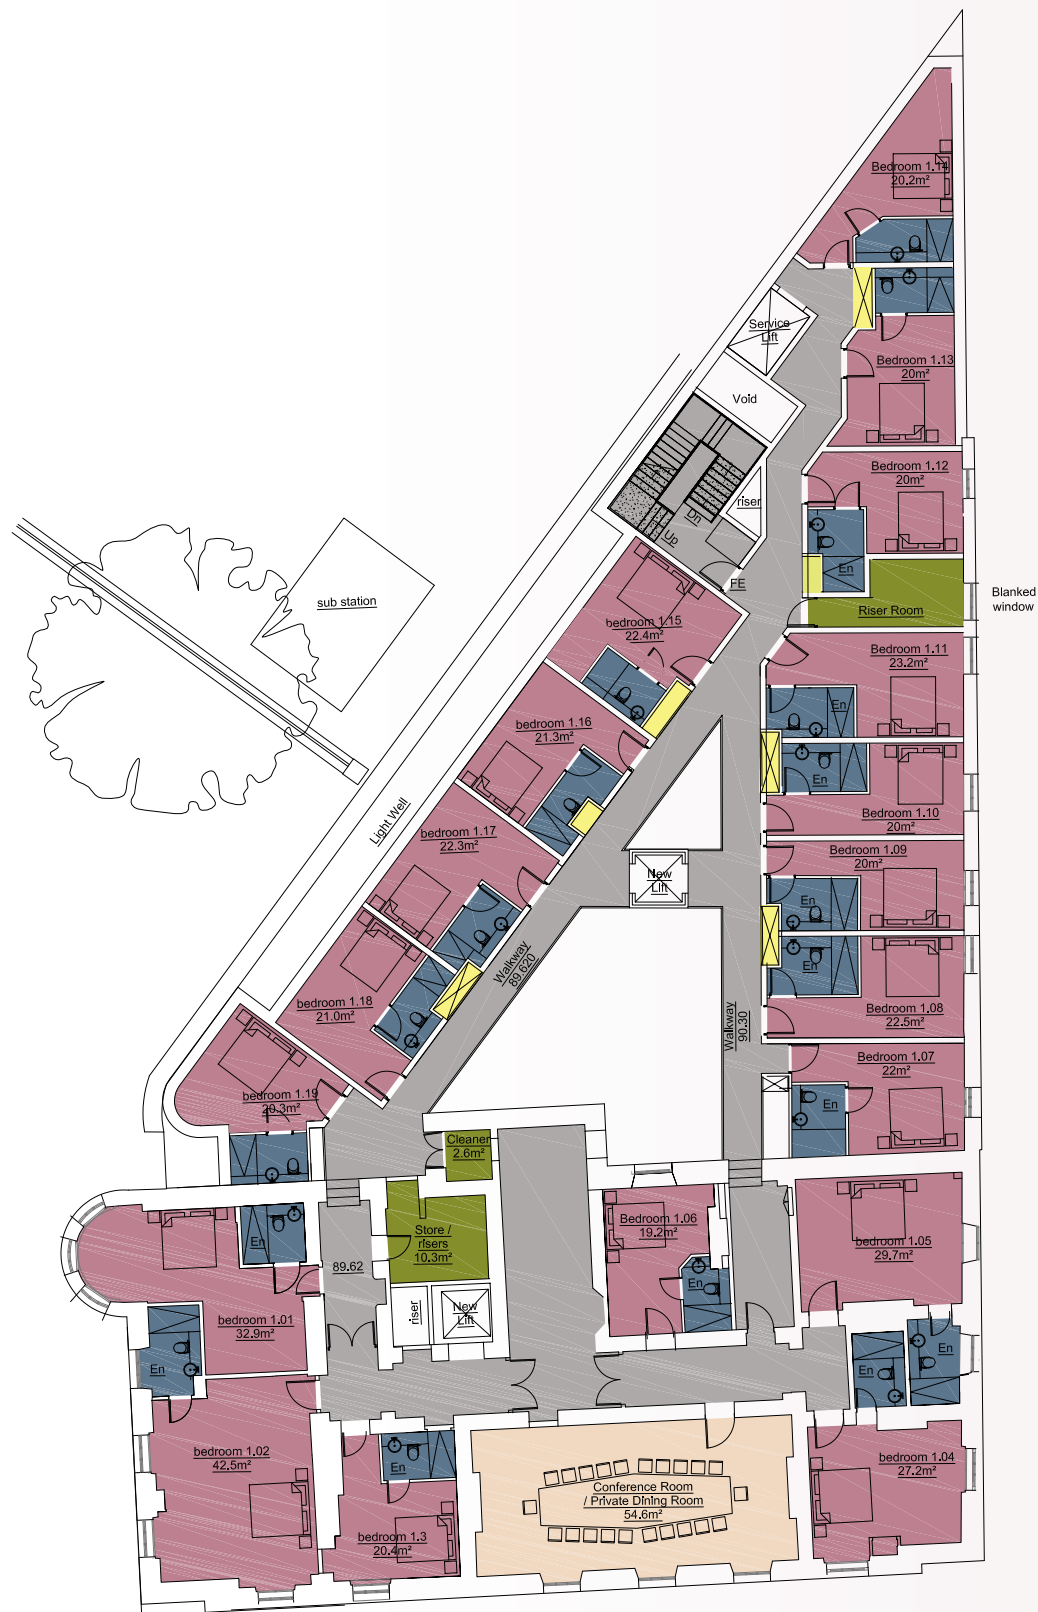 Bedroom 1.14
20.2m²
Service
Lift
Bedroom 1.13
20m²
Void
Bedroom 1.12
20m²
riser
Dn
Up
En
FE
Blanked
window
sub station
Riser Room
bedroom 1.15
22.4m²
Bedroom 1.11
23.2m²
En
bedroom 1.16
21.3m²
En
Bedroom 1.10
20m²
Light Well
bedroom 1.17
22.3m²
Bedroom 1.09
20m²
New
Lift
En
Walkway
89.620
En
bedroom 1.18
21.0m²
Bedroom 1.08
22.5m²
Walkway
90.30
Bedroom 1.07
22m²
bedroom 1.19
20.3m²
En
Cleaner
2.6m²
Bedroom 1.06
19.2m²
Store /
risers
10.3m²
bedroom 1.05
29.7m²
En
89.62
En
riser
New
Lift
bedroom 1.01
32.9m²
En
En
En
bedroom 1.02
42.5m²
En
bedroom 1.04
27.2m²
Conference Room
/ Private Dining Room
54.6m²
bedroom 1.3
20.4m²